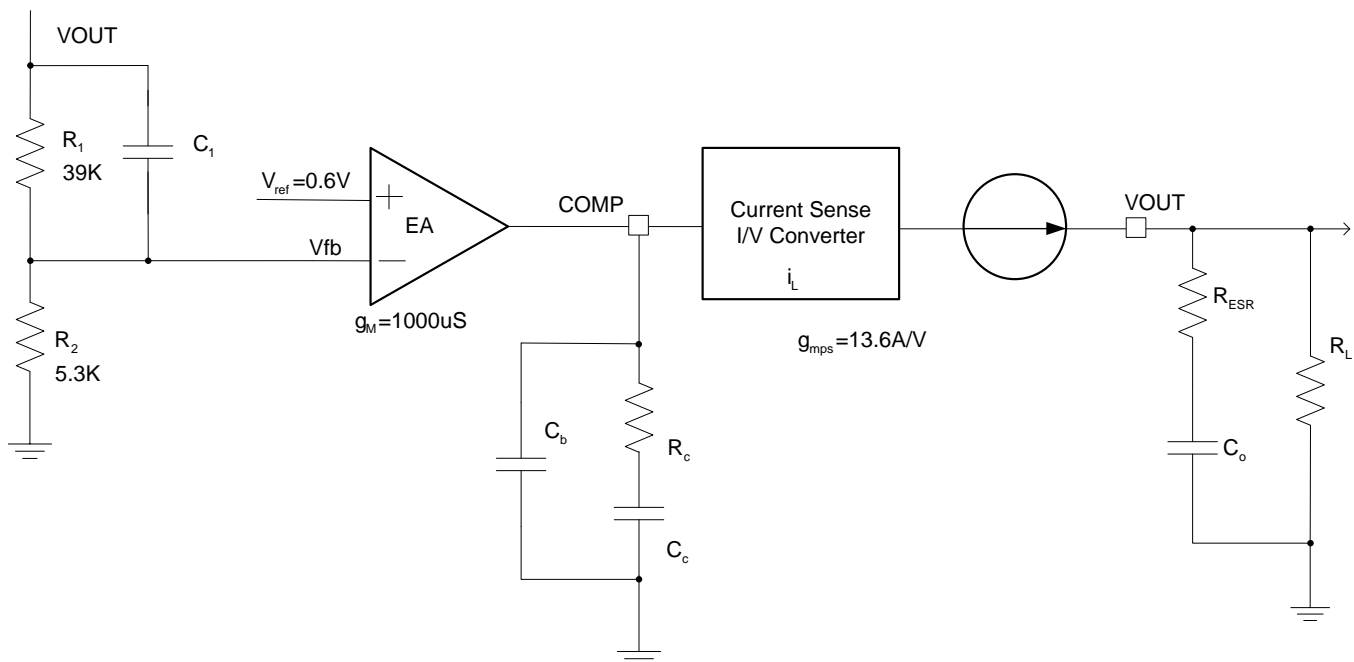 VOUT
R1
39K
C1
R2
5.3K
Vref=0.6V
Vfb
EA
gM=1000uS
COMP
Cb
Rc
Cc
Current Sense
I/V Converter
iL
gmps=13.6A/V
VOUT
RESR
Co
RL